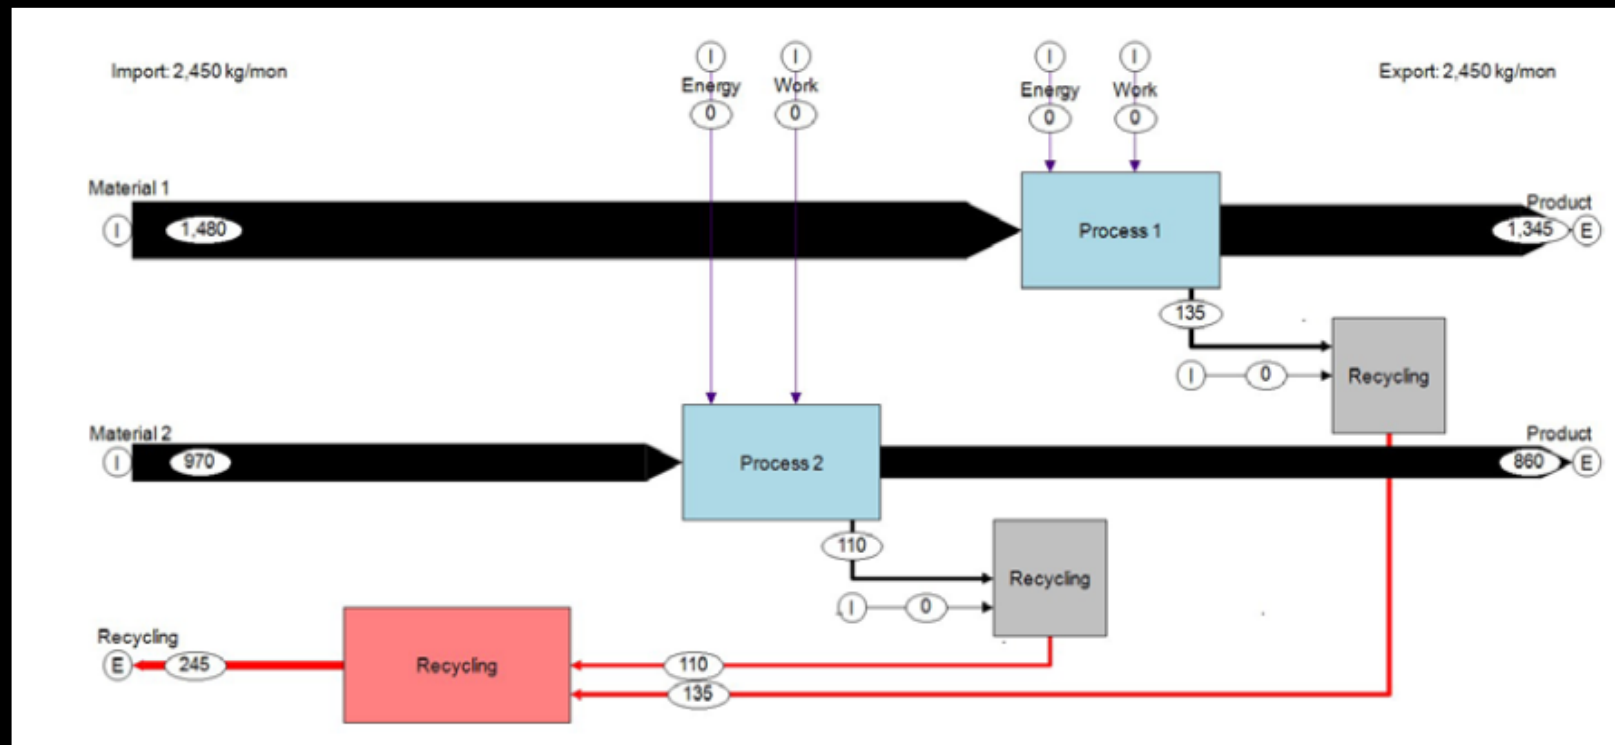 Import: 2,450 kg/mon
I
I
I
I
Export: 2,450 kg/mon
Energy
Work
Energy
Work
0
0
0
0
Material 1
Product
I
1,480
Process 1
1,345
E
135
I
0
Recycling
Material 2
Product
I
970
Process 2
860
E
110
Recycling
I
0
Recycling
E
245
Recycling
110
135